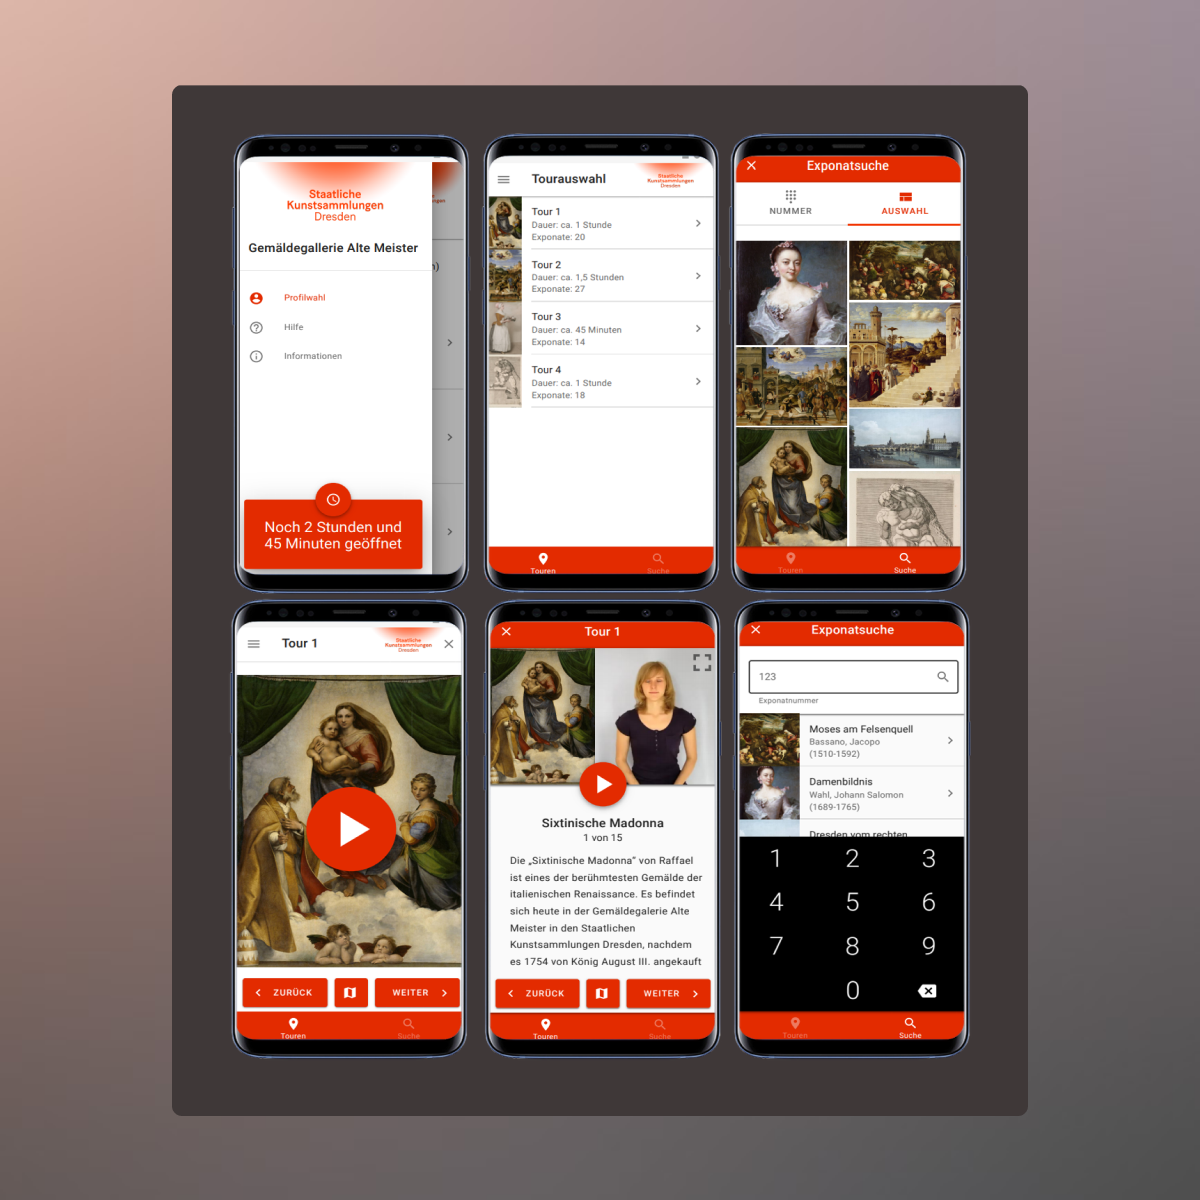 Staatliche
Kunstsammlungen
Dresden
Gemäldegallerie Alte Meister
Profilwahl
Hilfe
Informationen
Noch 2 Stunden und
45 Minuten geöffnet
Tourauswahl
Staatliche
Kunstsammlungen
Dresden
Tour 1
Dauer: ca. 1 Stunde
Exponate: 20
Tour 2
Dauer: ca. 1,5 Stunden
Exponate: 27
Tour 3
Dauer: ca. 45 Minuten
Exponate: 14
Tour 4
Dauer: ca. 1 Stunde
Exponate: 18
Touren
Suche
Exponatsuche
NUMMER
AUSWAHL
Touren
Suche
Tour 1
Staatliche
Kunstsammlungen
Dresden
ZURÜCK
WEITER
Touren
Suche
Tour 1
Sixtinische Madonna
1 von 15
Die „Sixtinische Madonna“ von Raffael
ist eines der berühmtesten Gemälde der
italienischen Renaissance. Es befindet
sich heute in der Gemäldegalerie Alte
Meister in den Staatlichen
Kunstsammlungen Dresden, nachdem
es 1754 von König August III. angekauft
ZURÜCK
WEITER
Touren
Suche
Exponatsuche
123
Exponatnummer
Moses am Felsenquell
Bassano, Jacopo
(1510-1592)
Damenbildnis
Wahl, Johann Salomon
(1689-1765)
Dresden vom rechten
1 2 3
4 5 6
7 8 9
0
Touren
Suche